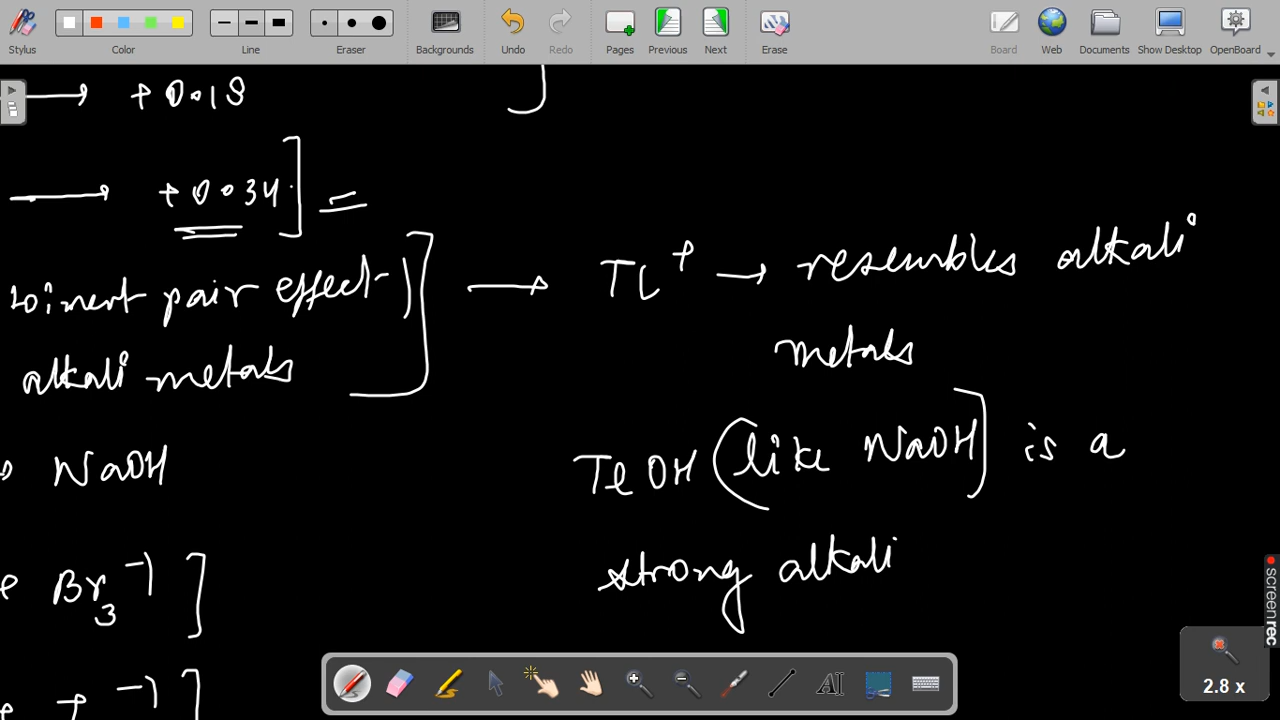 Stylus Color Line Eraser Backgrounds Undo Redo Pages Previous Next Erase Board Web Documents Show Desktop OpenBoard
→ +0.18 ]
→ +0.34 ] =
inert pair effect) ] → Tl+ → resembles alkali
alkali metals
metals
TlOH (like NaOH] is a
NaOH
strong alkali
Br3-) ]
-) ]
2.8 x
screenrec